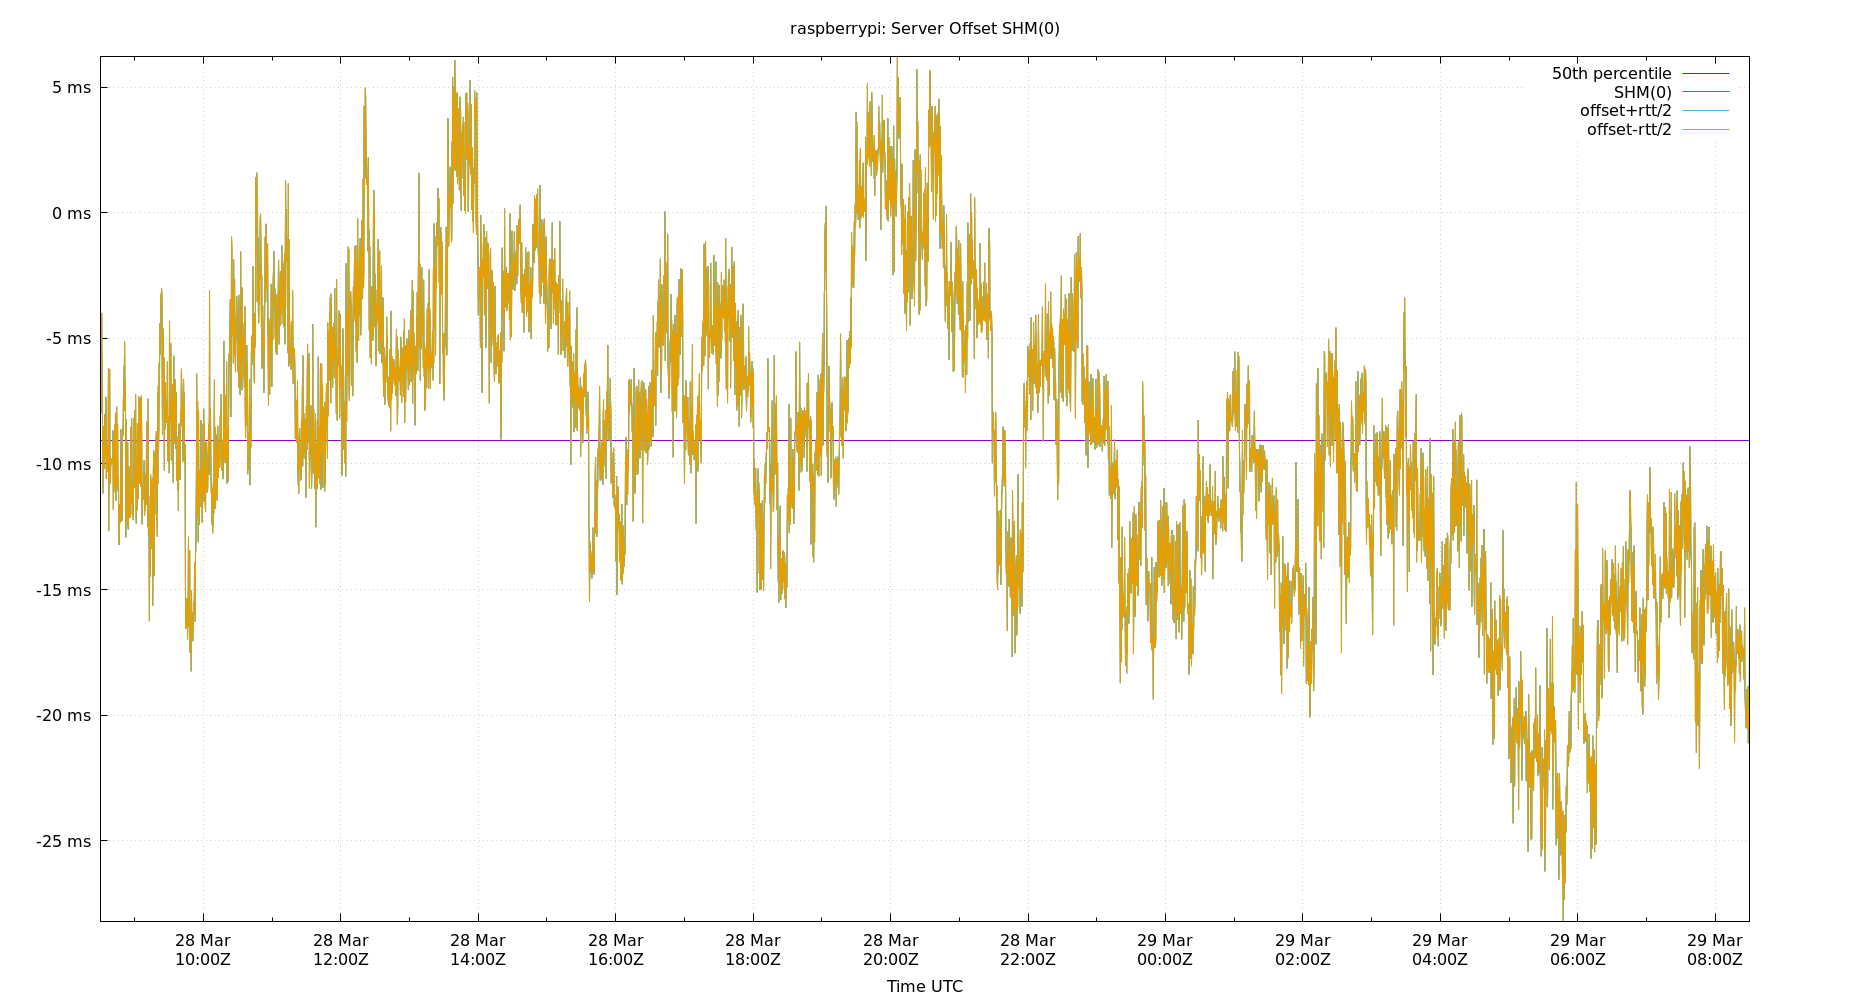 raspberrypi: Server Offset SHM(0)
50th percentile
SHM(0)
offset+rtt/2
offset-rtt/2
5 ms
0 ms
-5 ms
-10 ms
-15 ms
-20 ms
-25 ms
28 Mar 28 Mar 28 Mar 28 Mar 28 Mar 28 Mar 28 Mar 29 Mar 29 Mar 29 Mar 29 Mar 29 Mar
10:00Z 12:00Z 14:00Z 16:00Z 18:00Z 20:00Z 22:00Z 00:00Z 02:00Z 04:00Z 06:00Z 08:00Z
Time UTC